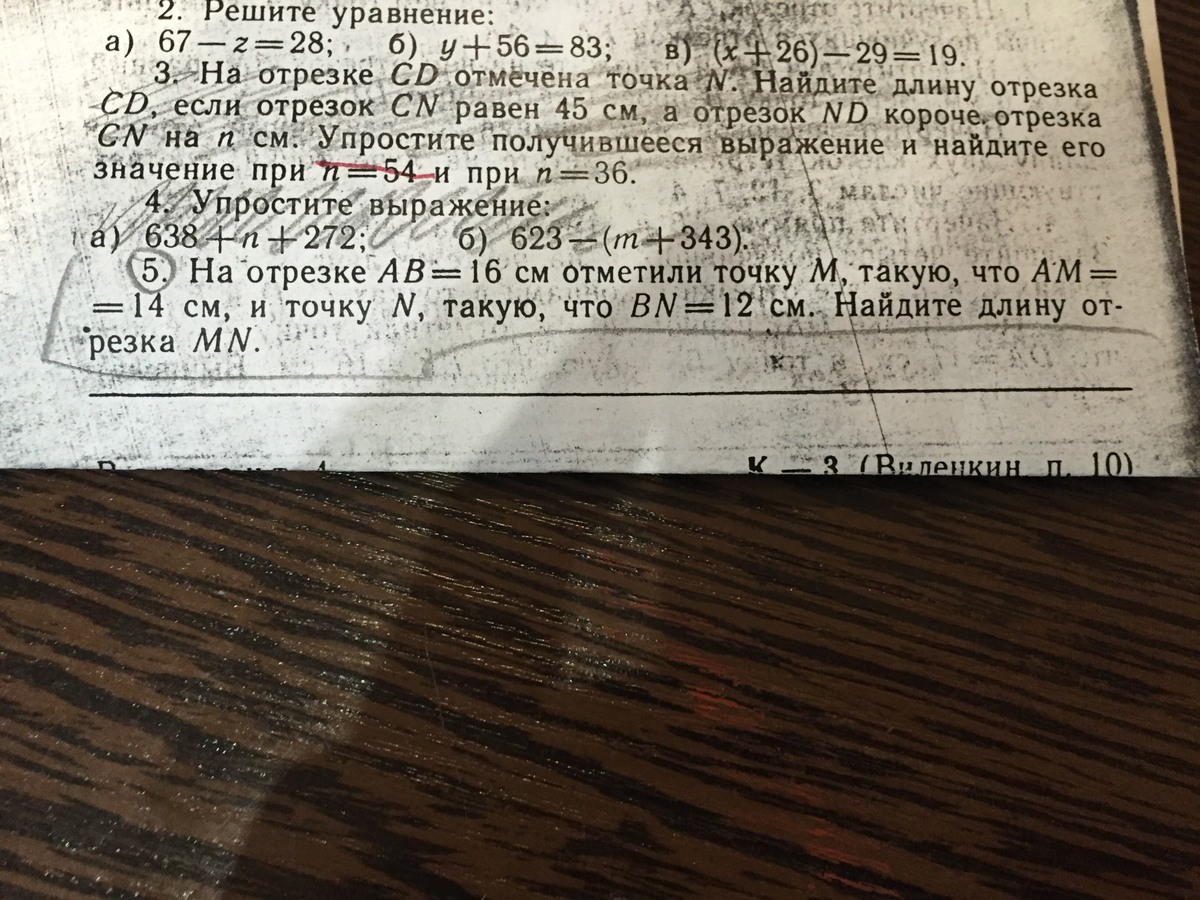 2. Решите уравнение:
а) 67—z=28; б) y+56=83; в) (x+26)—29=19.
3. На отрезке CD отмечена точка N. Найдите длину отрезка
CD, если отрезок CN равен 45 см, а отрезок ND короче отрезка
CN на n см. Упростите получившееся выражение и найдите его
значение при n=54 и при n=36.
4. Упростите выражение:
а) 638+n+272; б) 623—(m+343).
5. На отрезке AB=16 см отметили точку M, такую, что AM=
=14 см, и точку N, такую, что BN=12 см. Найдите длину от-
резка MN.
К — 3 (Виленкин, п. 10)